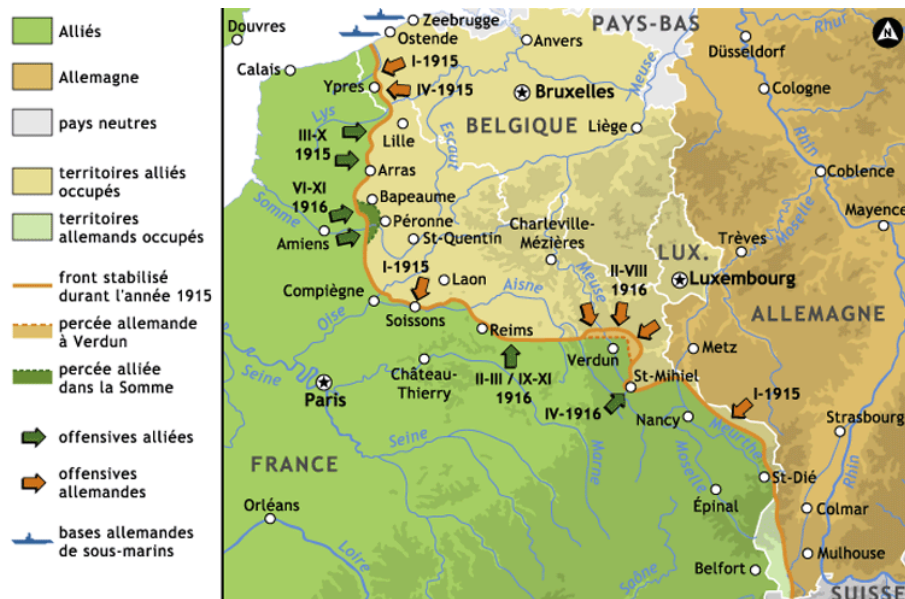 Alliés
Allemagne
pays neutres
territoires alliés
occupés
territoires
allemands occupés
front stabilisé
durant l'année 1915
percée allemande
à Verdun
percée alliée
dans la Somme
offensives alliées
offensives
allemandes
bases allemandes
de sous-marins
Douvres
Zeebrugge
Ostende
PAYS-BAS
Rhur
N
Anvers
Düsseldorf
Calais
I-1915
Meuse
Ypres
IV-1915
Bruxelles
Cologne
Lys
BELGIQUE
Rhin
III-X
1915
Lille
Escaut
Liège
Arras
Coblence
VI-XI
1916
Bapeaume
Somme
Péronne
Charleville-
Mézières
Moselle
Mayence
Amiens
St-Quentin
Trèves
LUX.
I-1915
Laon
Aisne
Meuse
II-VIII
1916
Luxembourg
Compiègne
Oise
Soissons
ALLEMAGNE
Reims
Verdun
Metz
Seine
Château-
Thierry
II-III / IX-XI
1916
St-Mihiel
Paris
IV-1916
I-1915
Nancy
Meurthe
Strasbourg
Seine
Marne
Moselle
Rhin
FRANCE
St-Dié
Orléans
Épinal
Colmar
Loire
Saône
Belfort
Mulhouse
SUISSE